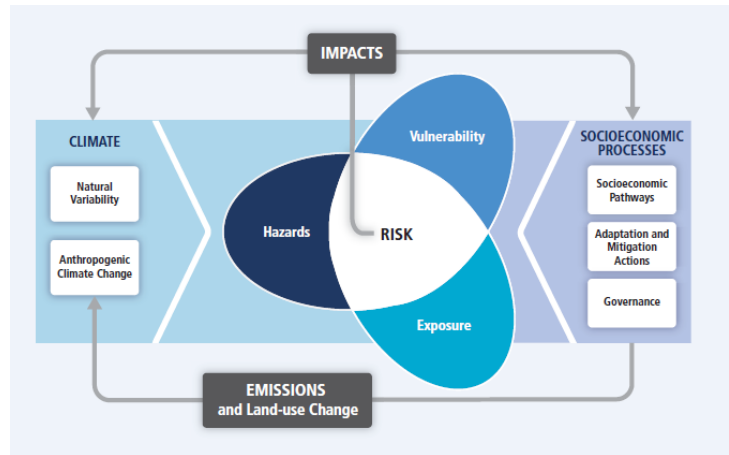 IMPACTS
CLIMATE
Natural
Variability
Anthropogenic
Climate Change
Hazards
Vulnerability
RISK
Exposure
SOCIOECONOMIC
PROCESSES
Socioeconomic
Pathways
Adaptation and
Mitigation
Actions
Governance
EMISSIONS
and Land-use Change